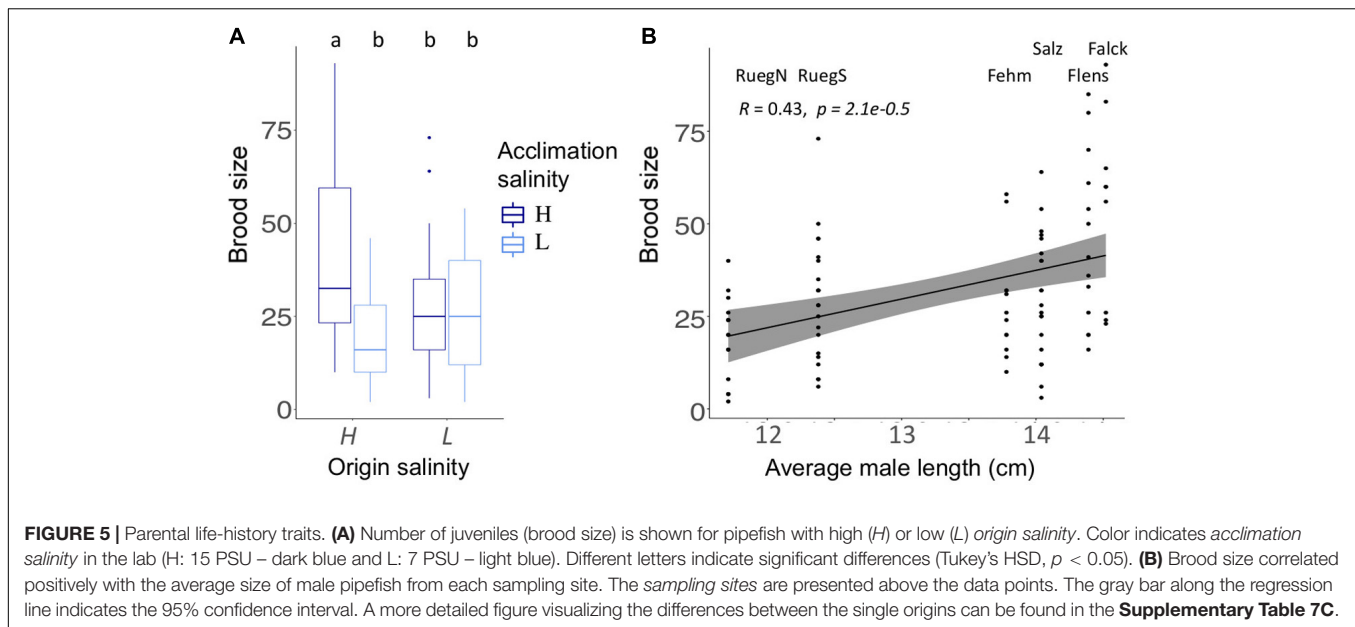 A
a b b b
Brood size
75
50
25
0
H L
Origin salinity
Acclimation
salinity
H
L
B
Salz Falck
RuegN RuegS Fehm Flens
R = 0.43, p = 2.1e-0.5
Brood size
75
50
25
0
12 13 14
Average male length (cm)
FIGURE 5 | Parental life-history traits. (A) Number of juveniles (brood size) is shown for pipefish with high (H) or low (L) origin salinity. Color indicates acclimation
salinity in the lab (H: 15 PSU – dark blue and L: 7 PSU – light blue). Different letters indicate significant differences (Tukey's HSD, p < 0.05). (B) Brood size correlated
positively with the average size of male pipefish from each sampling site. The sampling sites are presented above the data points. The gray bar along the regression
line indicates the 95% confidence interval. A more detailed figure visualizing the differences between the single origins can be found in the Supplementary Table 7C.